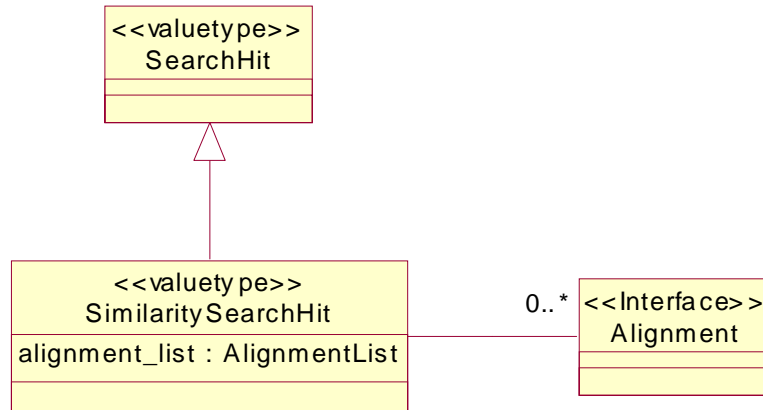 <<valuetype>>
SearchHit
<<valuetype>>
SimilaritySearchHit
alignment_list : AlignmentList
0..*
<<Interface>>
Alignment